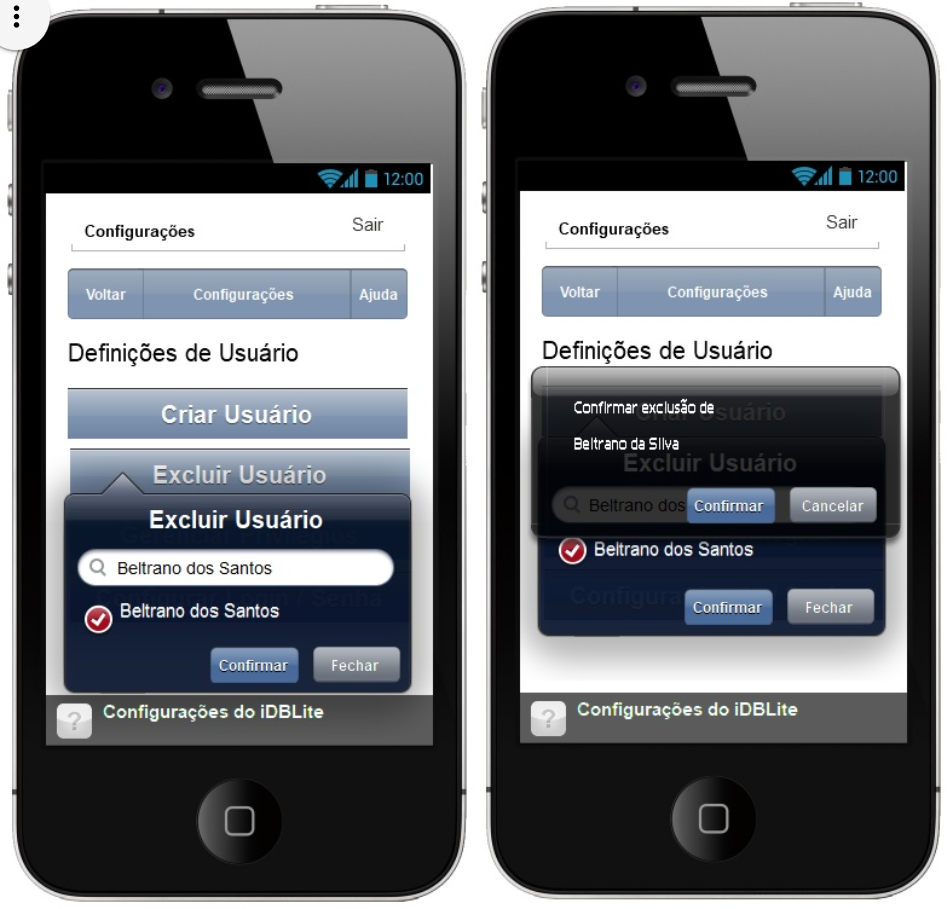 12:00
Configurações Sair
Voltar Configurações Ajuda
Definições de Usuário
Criar Usuário
Excluir Usuário
Excluir Usuário
Beltrano dos Santos
Beltrano dos Santos
Confirmar Fechar
? Configurações do iDBLite
12:00
Configurações Sair
Voltar Configurações Ajuda
Definições de Usuário
Criar Usuário
Confirmar exclusão de
Beltrano da Silva
Excluir Usuário
Beltrano dos Confirmar Cancelar
Beltrano dos Santos
Confirmar Fechar
? Configurações do iDBLite